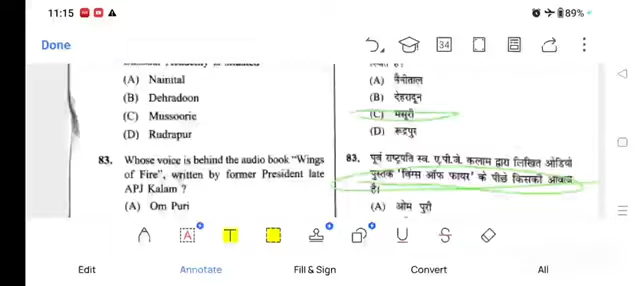 11:15
89%
Done
34
(A) Nainital
(B) Dehradoon
(C) Mussoorie
(D) Rudrapur
83. Whose voice is behind the audio book "Wings
of Fire", written by former President late
APJ Kalam ?
(A) Om Puri
(A) नैनीताल
(B) देहरादून
(C) मसूरी
(D) रूद्रपुर
83. पूर्व राष्ट्रपति स्व. ए.पी.जे. कलाम द्वारा लिखित ऑडियो
पुस्तक 'विंग्स ऑफ फायर' के पीछे किसकी आवाज
है।
(A) ओम पुरी
A
T
U
S
Edit
Annotate
Fill & Sign
Convert
All